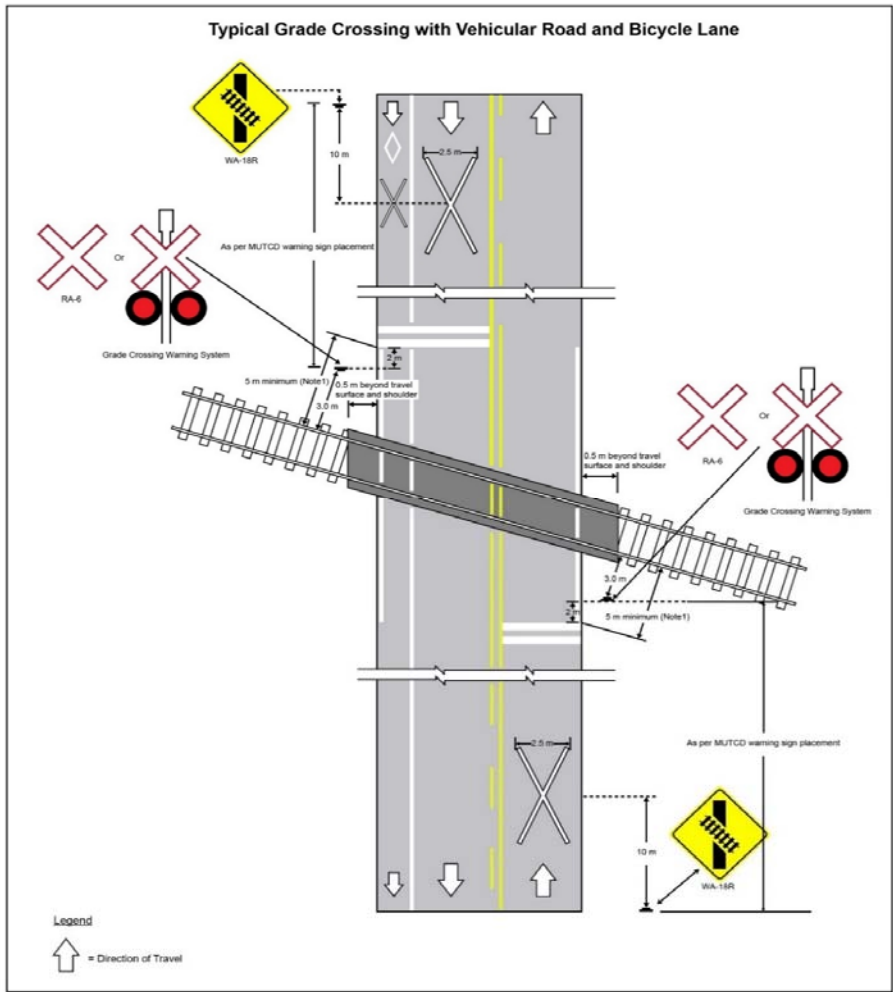 Typical Grade Crossing with Vehicular Road and Bicycle Lane
WA-18R
10 m
2.5 m
As per MUTCD warning sign placement
Or
RA-6
Grade Crossing Warning System
2 m
5 m minimum (Note1)
0.5 m beyond travel
surface and shoulder
3.0 m
Or
RA-6
0.5 m beyond travel
surface and shoulder
Grade Crossing Warning System
3.0 m
2 m
5 m minimum (Note1)
2.5 m
As per MUTCD warning sign placement
10 m
WA-18R
Legend
= Direction of Travel